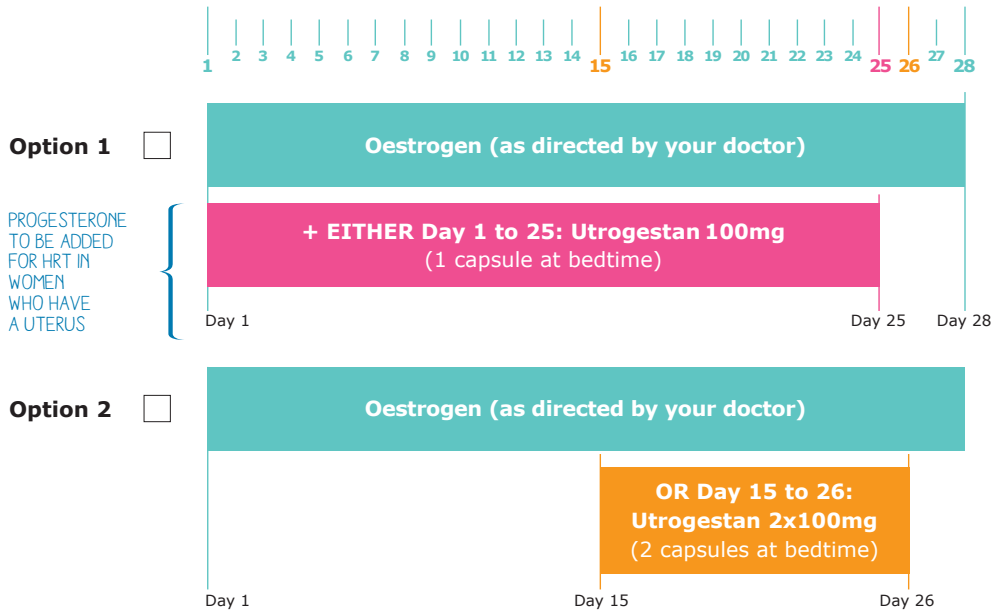 1 2 3 4 5 6 7 8 9 10 11 12 13 14 15 16 17 18 19 20 21 22 23 24 25 26 27 28
Option 1
Oestrogen (as directed by your doctor)
PROGESTERONE
TO BE ADDED
FOR HRT IN
WOMEN
WHO HAVE
A UTERUS
+ EITHER Day 1 to 25: Utrogestan 100mg
(1 capsule at bedtime)
Day 1 Day 25 Day 28
Option 2
Oestrogen (as directed by your doctor)
OR Day 15 to 26:
Utrogestan 2x100mg
(2 capsules at bedtime)
Day 1 Day 15 Day 26